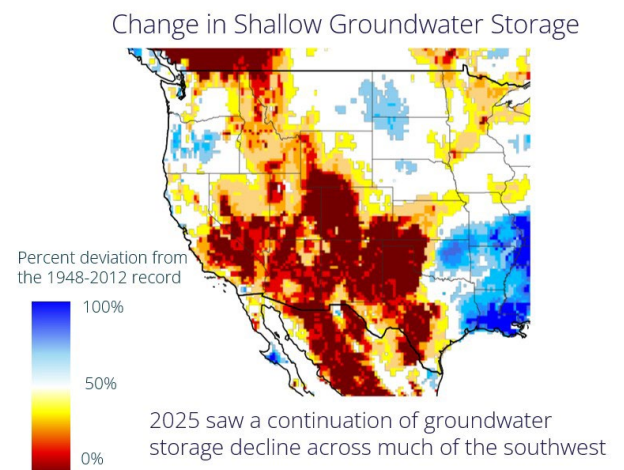 Change in Shallow Groundwater Storage
Percent deviation from
the 1948-2012 record
100%
50%
0%
2025 saw a continuation of groundwater
storage decline across much of the southwest